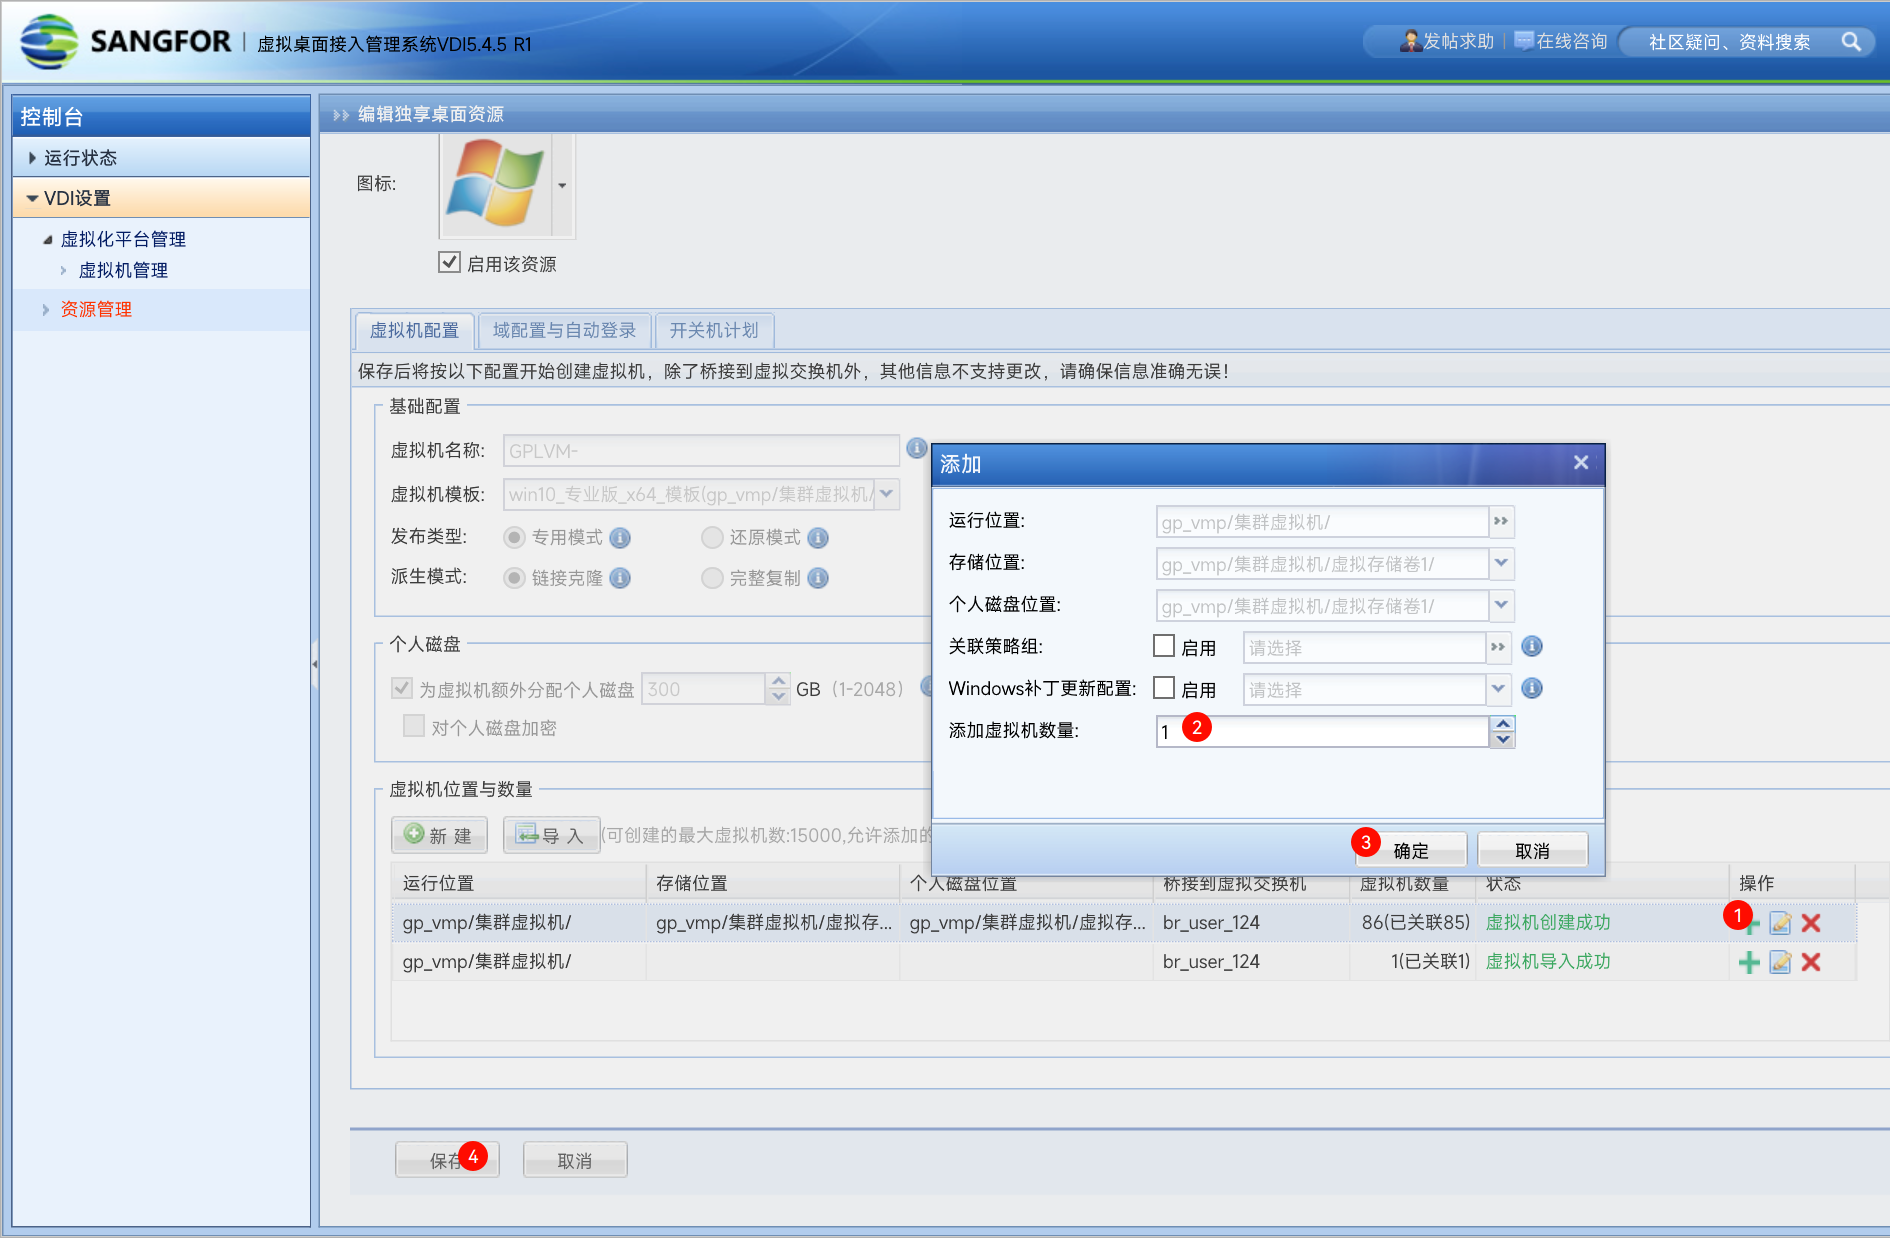 SANGFOR | 虚拟桌面接入管理系统VDI5.4.5 R1
发帖求助 | 在线咨询 社区疑问、资料搜索
控制台
运行状态
VDI设置
虚拟化平台管理
虚拟机管理
资源管理
编辑独享桌面资源
图标:
启用该资源
虚拟机配置 域配置与自动登录 开关机计划
保存后将按以下配置开始创建虚拟机，除了桥接到虚拟交换机外，其他信息不支持更改，请确保信息准确无误！
基础配置
虚拟机名称: GPLVM-
虚拟机模板: win10_专业版_x64_模板(gp_vmp/集群虚拟机/
发布类型: 专用模式 还原模式
派生模式: 链接克隆 完整复制
个人磁盘
为虚拟机额外分配个人磁盘 300 GB（1-2048）
对个人磁盘加密
虚拟机位置与数量
新 建 导 入 (可创建的最大虚拟机数:15000,允许添加的
运行位置 存储位置 个人磁盘位置 桥接到虚拟交换机 虚拟机数量 状态 操作
gp_vmp/集群虚拟机/ gp_vmp/集群虚拟机/虚拟存... gp_vmp/集群虚拟机/虚拟存... br_user_124 86(已关联85) 虚拟机创建成功 1
gp_vmp/集群虚拟机/ br_user_124 1(已关联1) 虚拟机导入成功
保存 4 取消
添加
运行位置: gp_vmp/集群虚拟机/
存储位置: gp_vmp/集群虚拟机/虚拟存储卷1/
个人磁盘位置: gp_vmp/集群虚拟机/虚拟存储卷1/
关联策略组: 启用 请选择
Windows补丁更新配置: 启用 请选择
添加虚拟机数量: 1 2
3 确定 取消